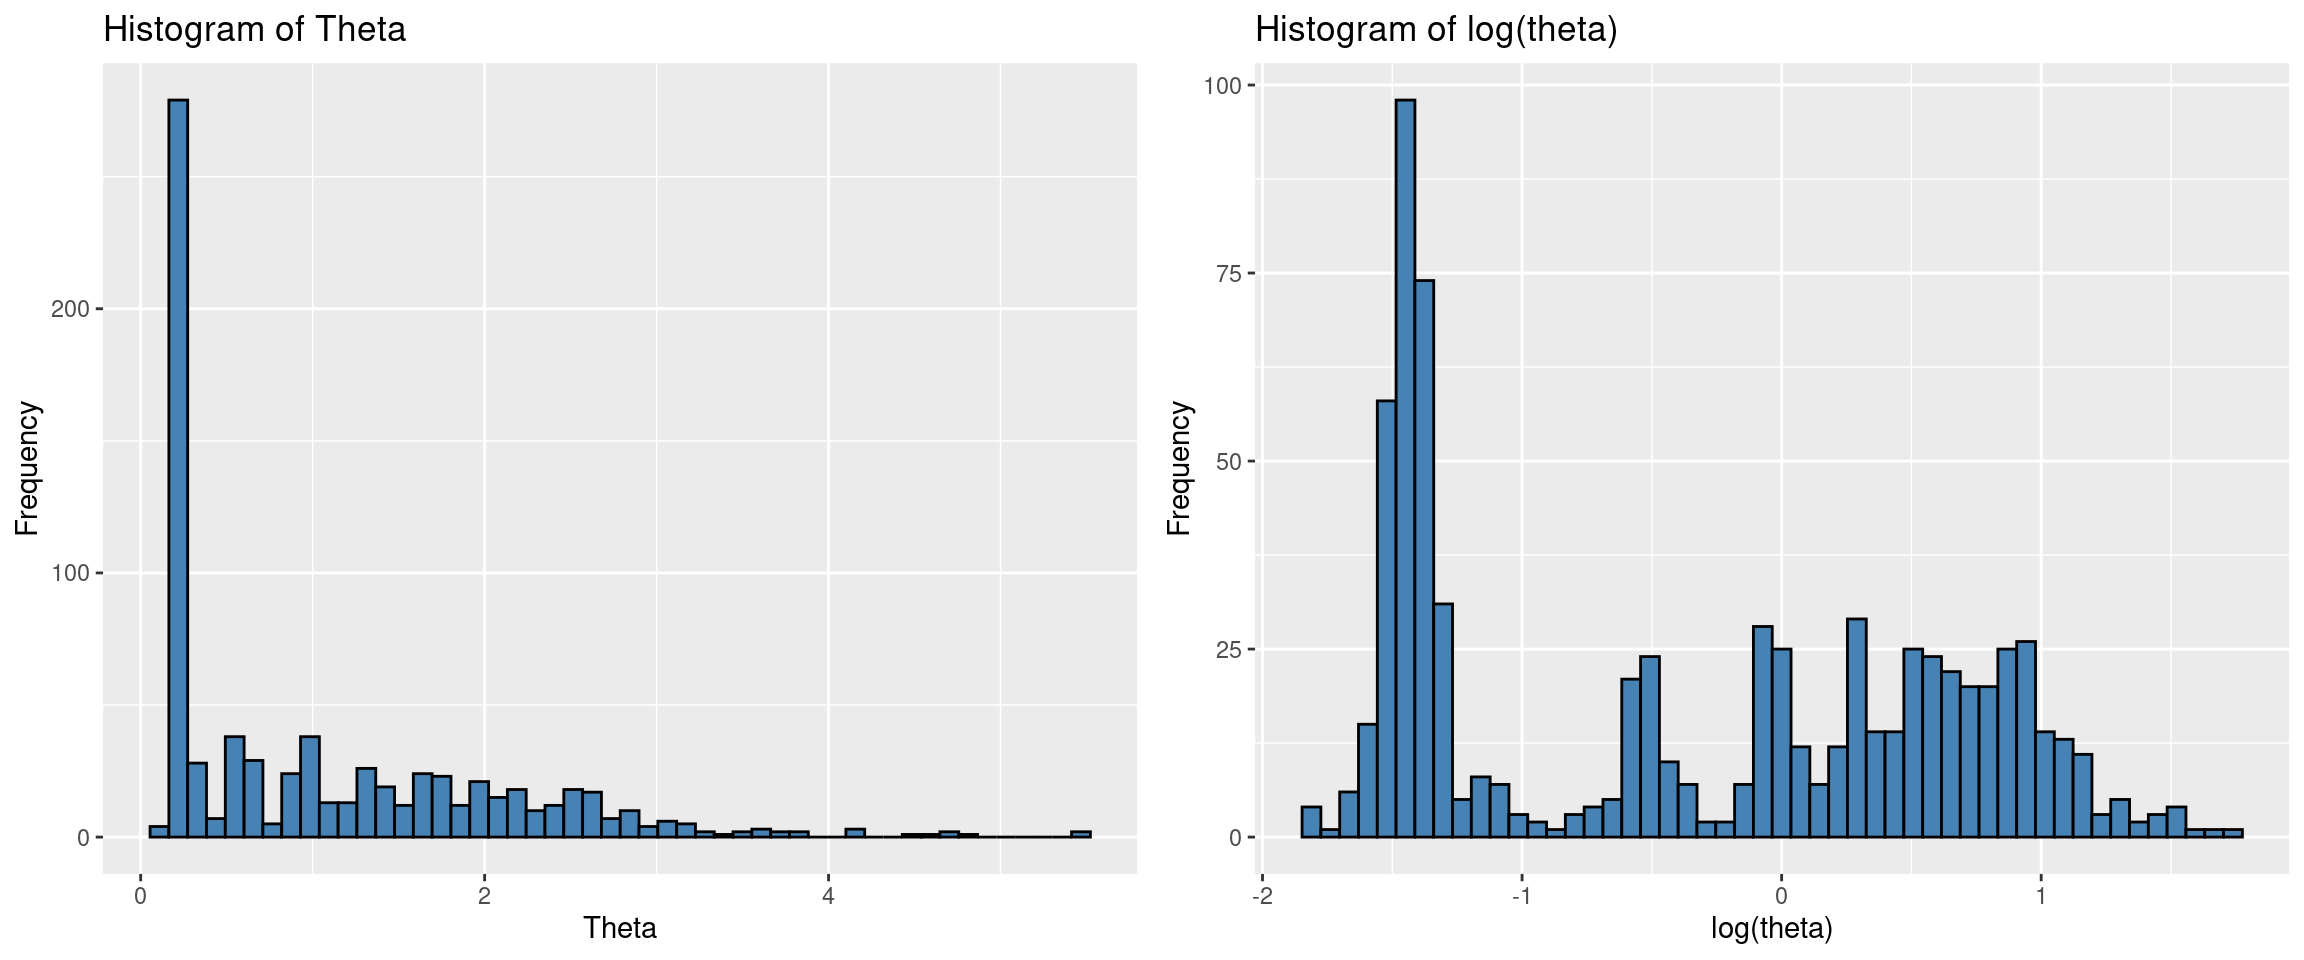 Histogram of Theta
Frequency
200
100
0
0 2 4
Theta
Histogram of log(theta)
Frequency
100
75
50
25
0
-2 -1 0 1
log(theta)